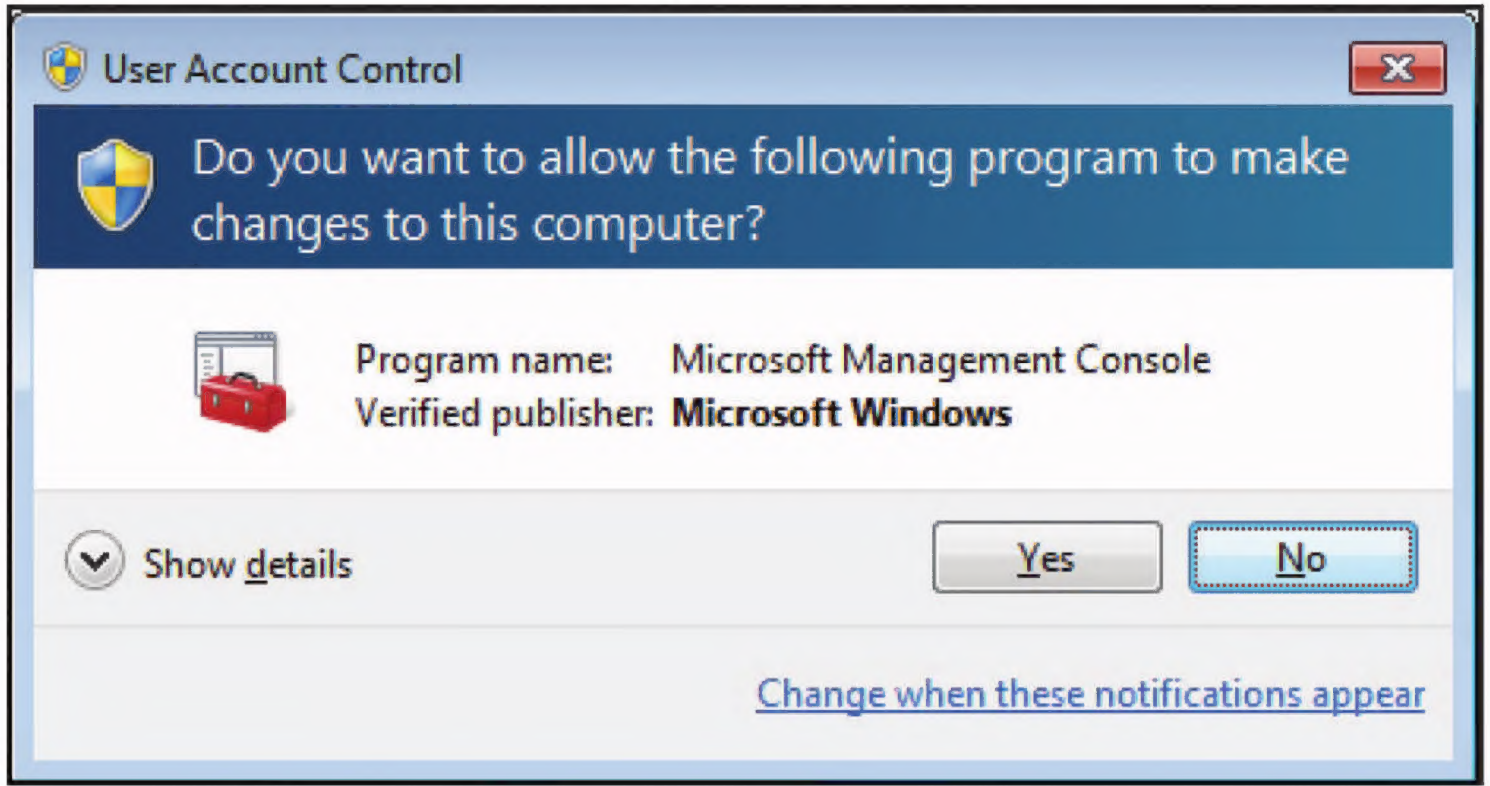 User Account Control
Do you want to allow the following program to make
changes to this computer?
Program name: Microsoft Management Console
Verified publisher: Microsoft Windows
Show details
Yes No
Change when these notifications appear